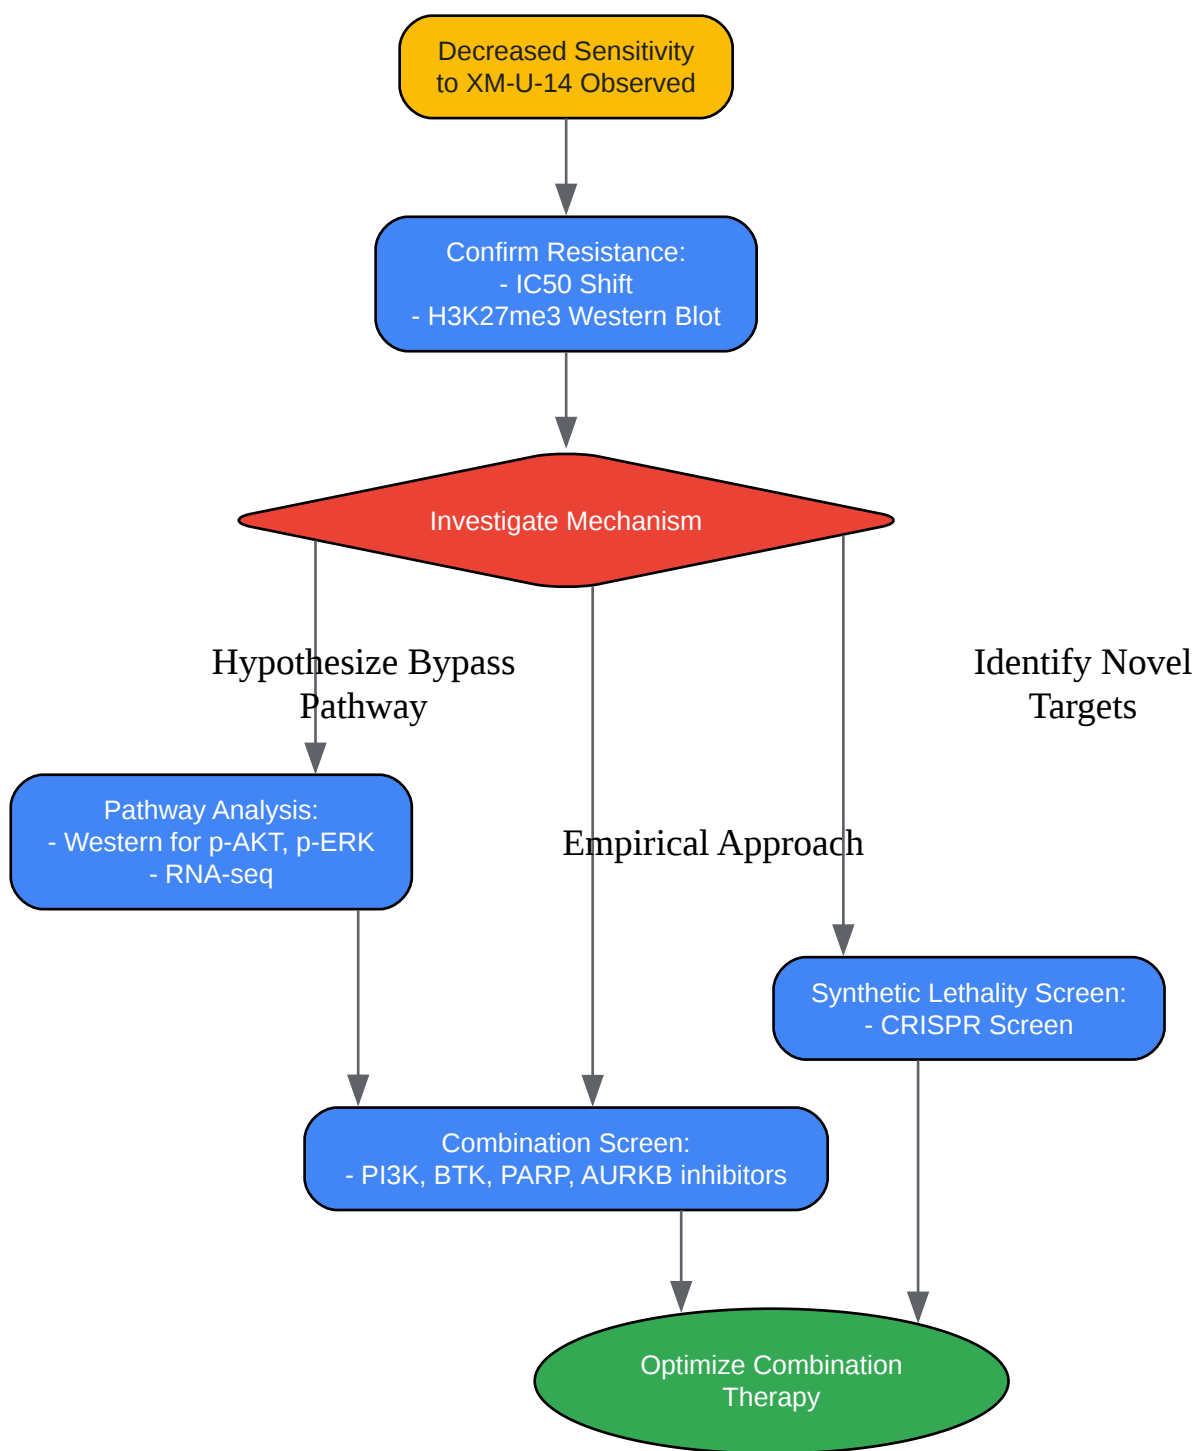 Decreased Sensitivity
to XM-U-14 Observed
Confirm Resistance:
- IC50 Shift
- H3K27me3 Western Blot
Investigate Mechanism
Hypothesize Bypass
Pathway
Identify Novel
Targets
Pathway Analysis:
- Western for p-AKT, p-ERK
- RNA-seq
Empirical Approach
Synthetic Lethality Screen:
- CRISPR Screen
Combination Screen:
- PI3K, BTK, PARP, AURKB inhibitors
Optimize Combination
Therapy